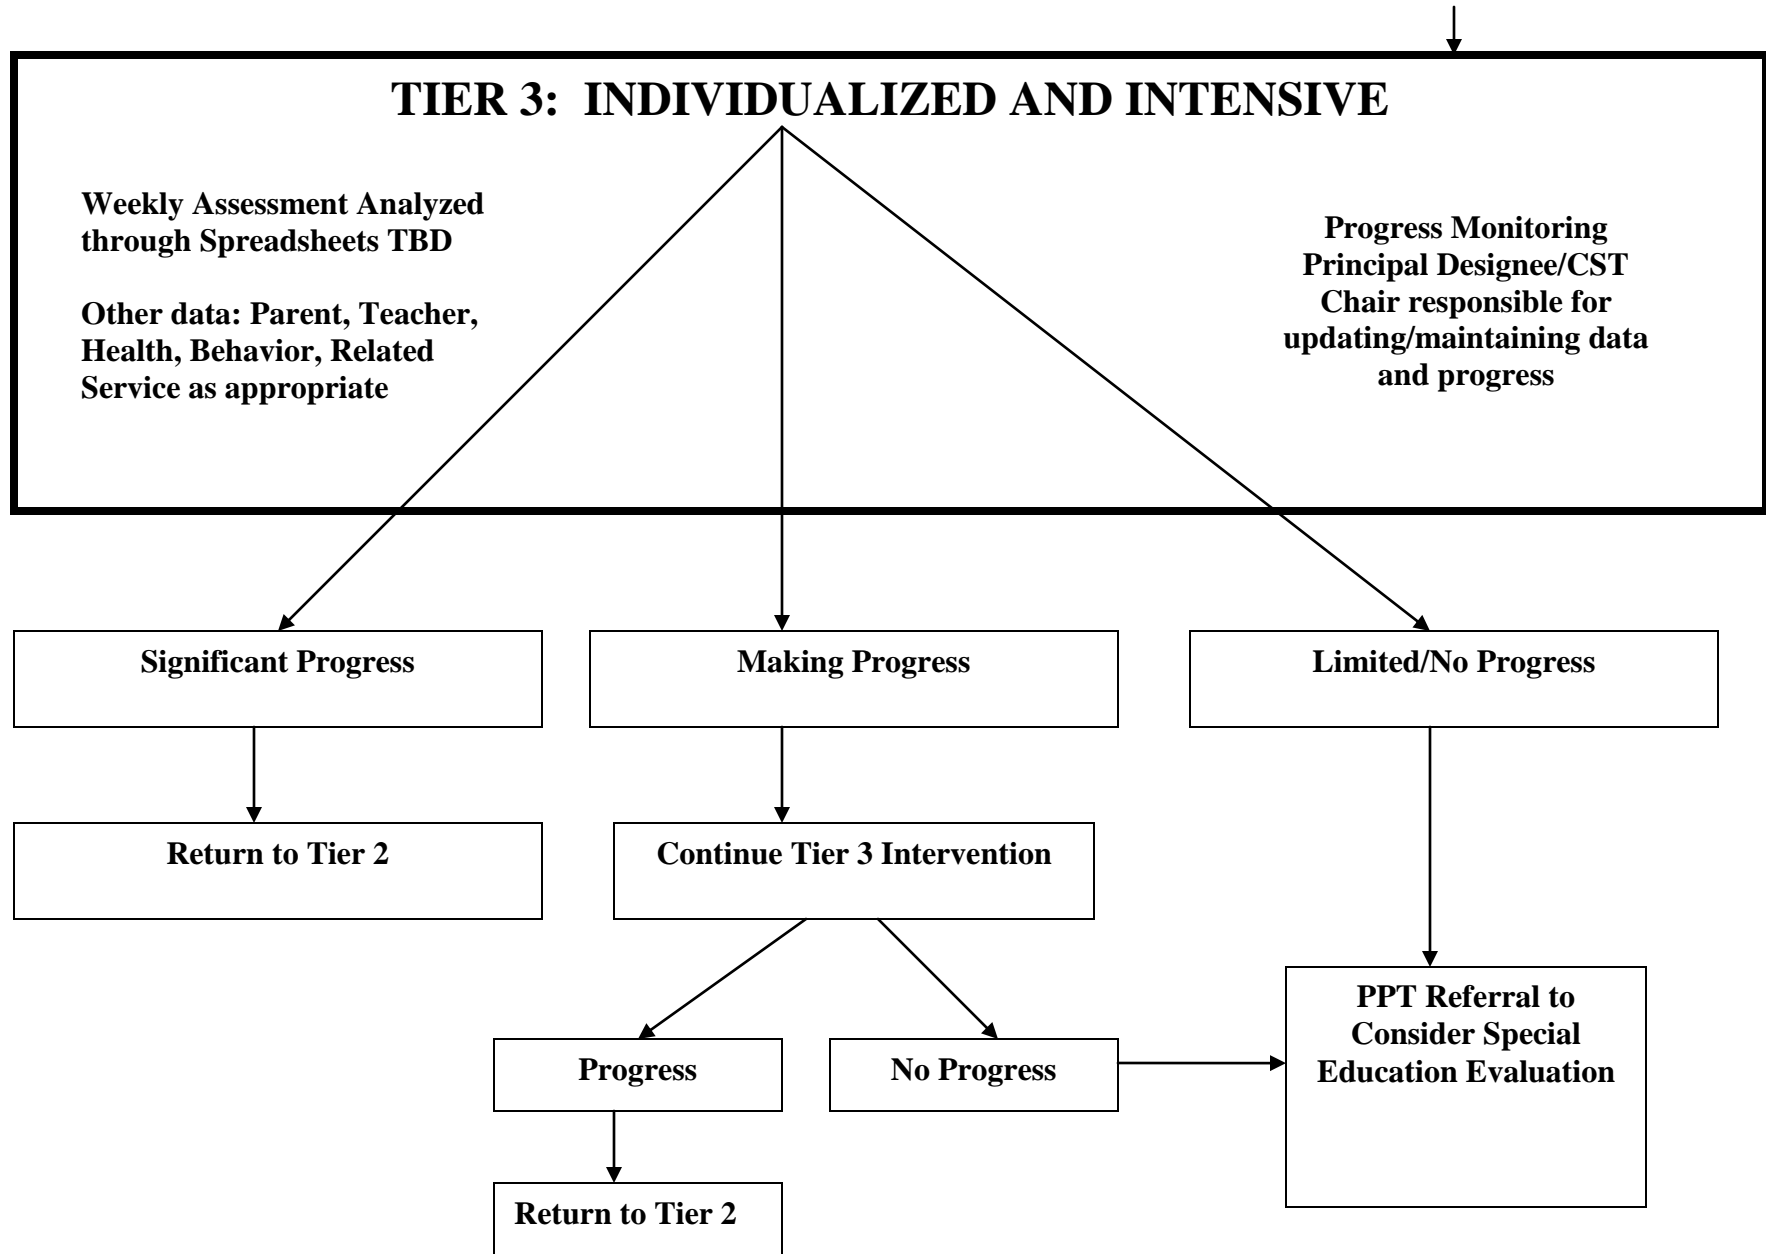 TIER 3:  INDIVIDUALIZED AND INTENSIVE
Weekly Assessment Analyzed
through Spreadsheets TBD
Other data: Parent, Teacher,
Health, Behavior, Related
Service as appropriate
Progress Monitoring
Principal Designee/CST
Chair responsible for
updating/maintaining data
and progress
Significant Progress
Making Progress
Limited/No Progress
Return to Tier 2
Continue Tier 3 Intervention
PPT Referral to
Consider Special
Education Evaluation
Progress
No Progress
Return to Tier 2